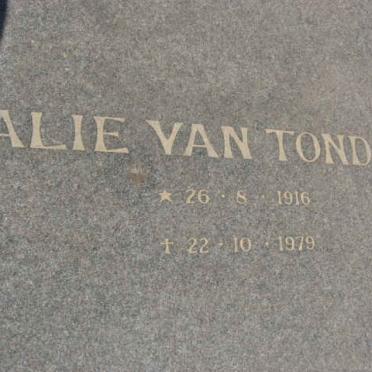 ALIE VAN TOND
★ 26 · 8 · 1916
✝ 22 · 10 · 1979